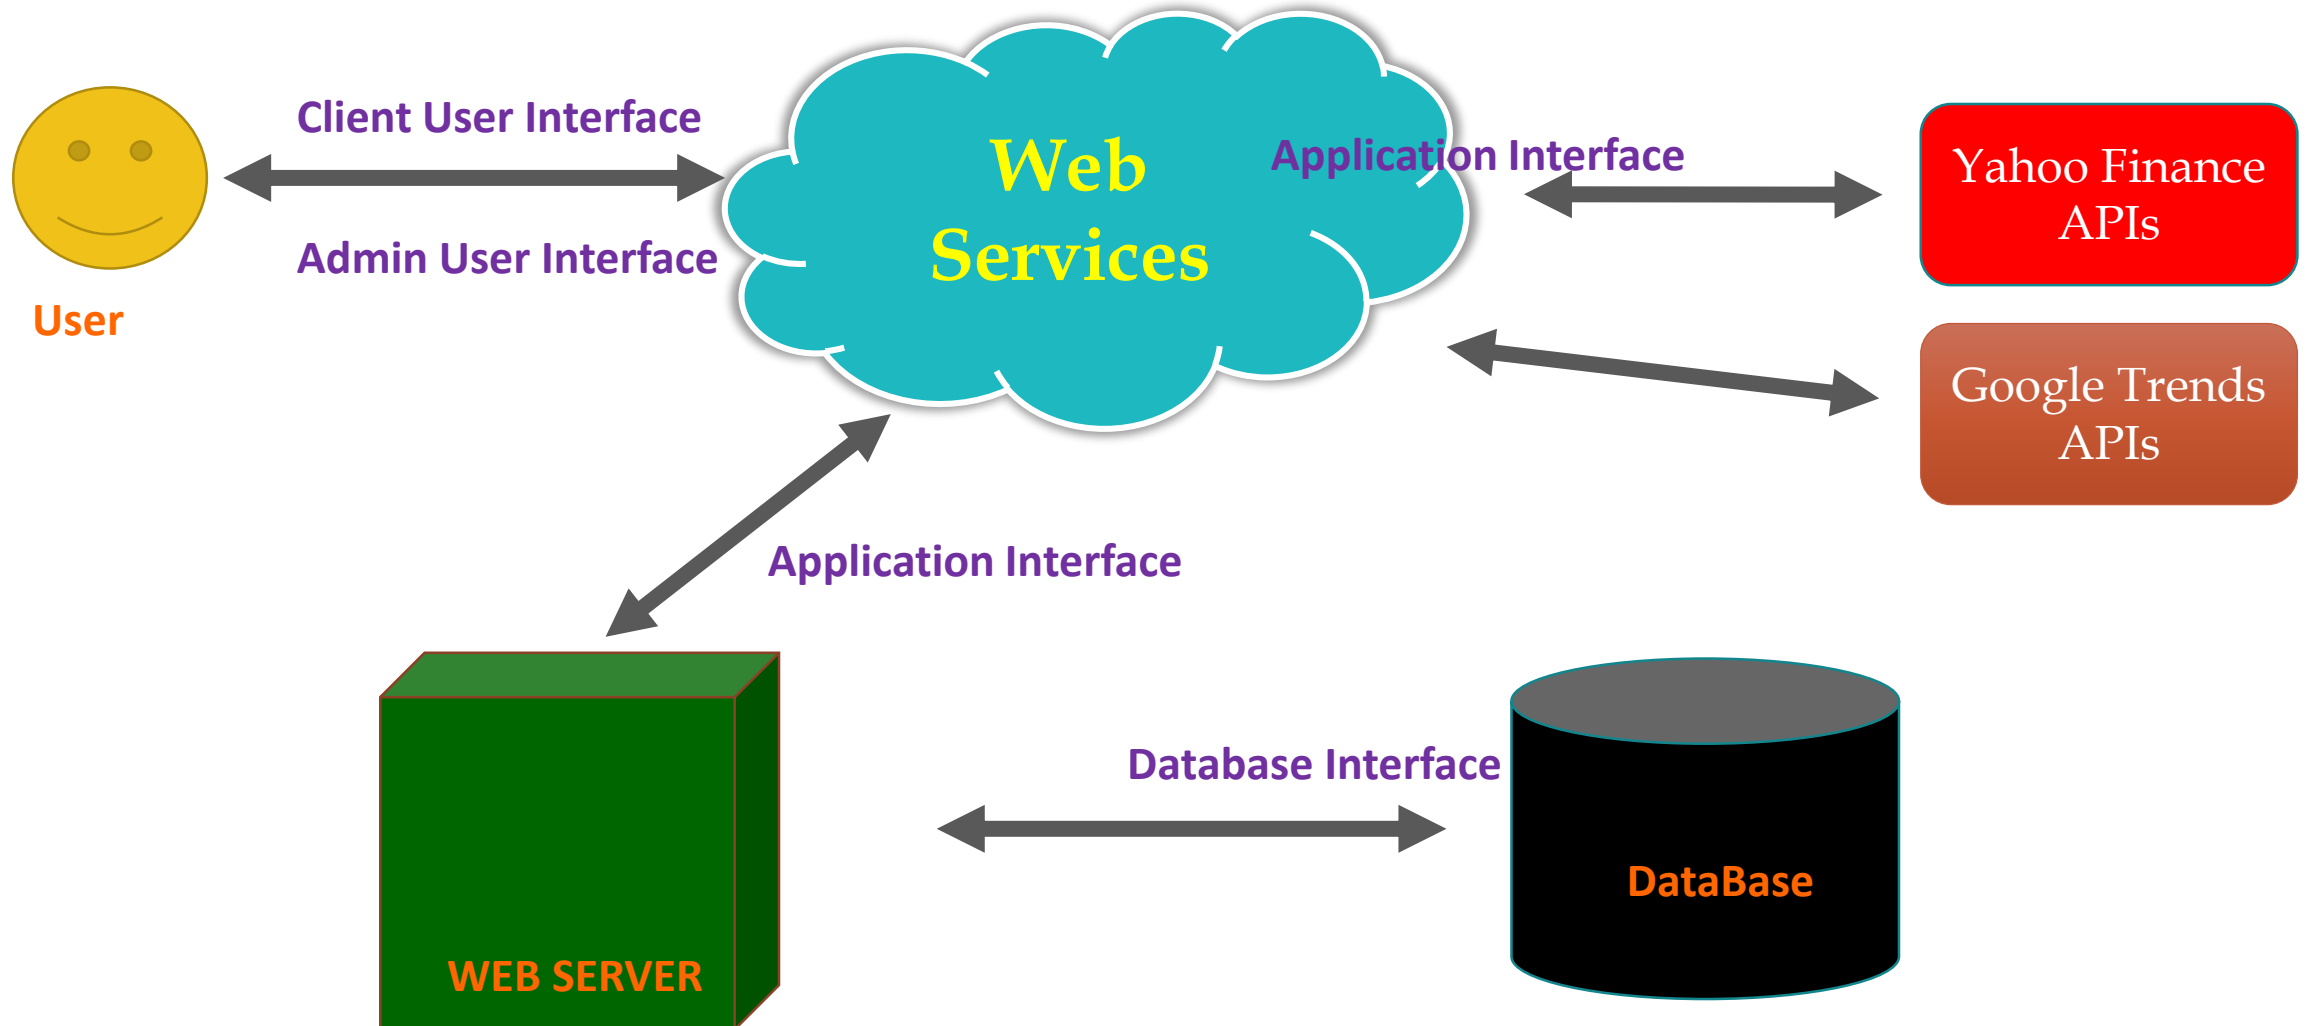 Client User Interface
Admin User Interface
User
Web
Services
Application Interface
Yahoo Finance
APIs
Google Trends
APIs
Application Interface
Database Interface
WEB SERVER
DataBase